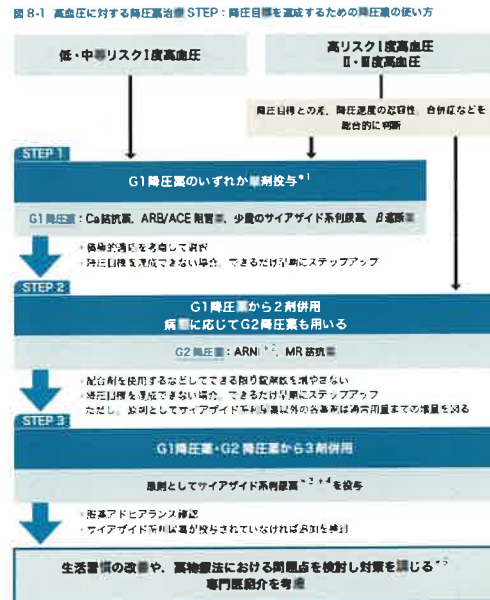 図 8-1 高血圧に対する降圧薬治療 STEP：降圧目標を達成するための降圧薬の使い方
低・中等リスクⅠ度高血圧
高リスクⅠ度高血圧
Ⅱ・Ⅲ度高血圧
降圧目標との差，降圧速度の忍容性，合併症などを
総合的に判断
STEP 1
G1降圧薬のいずれか単剤投与*1
G1降圧薬：Ca拮抗薬，ARB/ACE阻害薬，少量のサイアザイド系利尿薬，β遮断薬
・積極的適応を考慮して選択
・降圧目標を達成できない場合，できるだけ早期にステップアップ
STEP 2
G1降圧薬から2剤併用
病態に応じてG2降圧薬も用いる
G2降圧薬：ARNI*2，MR拮抗薬
・配合剤を使用するなどしてできる限り錠剤数を増やさない
・降圧目標を達成できない場合，できるだけ早期にステップアップ
ただし，原則としてサイアザイド系利尿薬以外の各薬剤は通常用量までの増量を図る
STEP 3
G1降圧薬・G2降圧薬から3剤併用
原則としてサイアザイド系利尿薬を投与
・服薬アドヒアランス確認
・サイアザイド系利尿薬が投与されていなければ追加を検討
生活習慣の改善や，薬物療法における問題点を検討し対策を講じる
専門医紹介を考慮